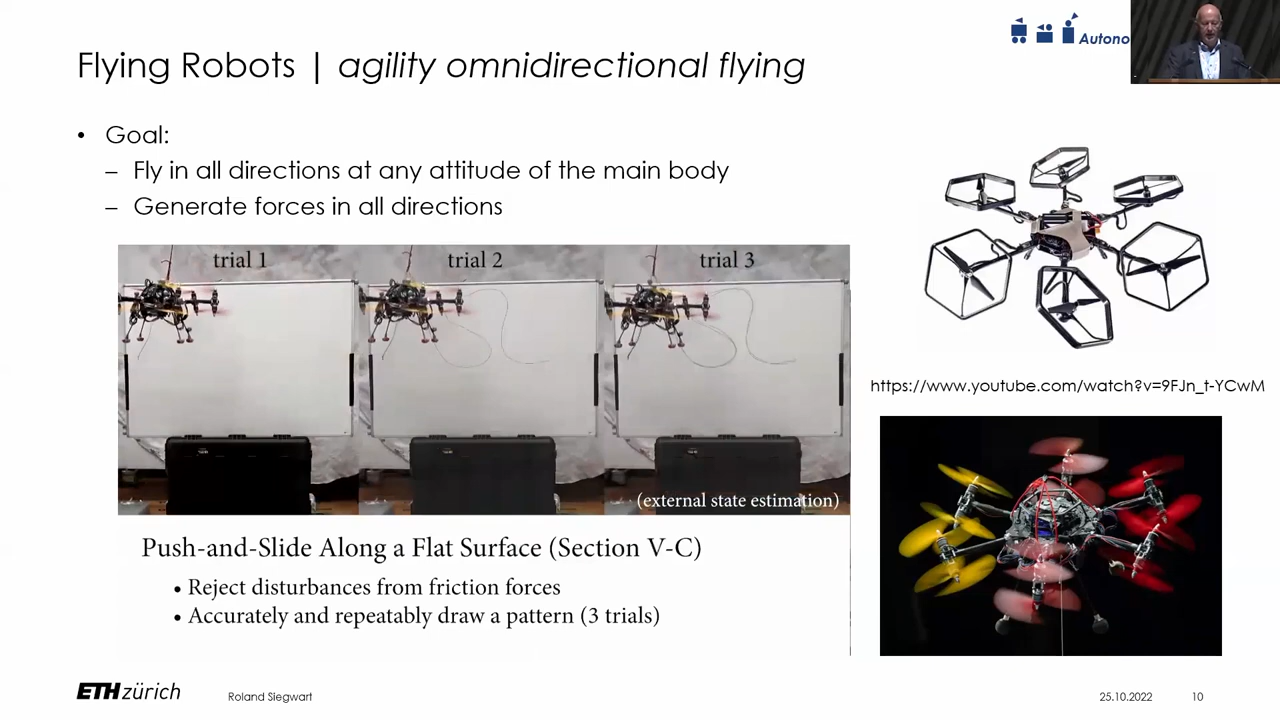 Autono
Flying Robots | agility omnidirectional flying
• Goal:
– Fly in all directions at any attitude of the main body
– Generate forces in all directions
trial 1
trial 2
trial 3
(external state estimation)
https://www.youtube.com/watch?v=9FJn_t-YCwM
Push-and-Slide Along a Flat Surface (Section V-C)
• Reject disturbances from friction forces
• Accurately and repeatably draw a pattern (3 trials)
ETH zürich
Roland Siegwart
25.10.2022
10